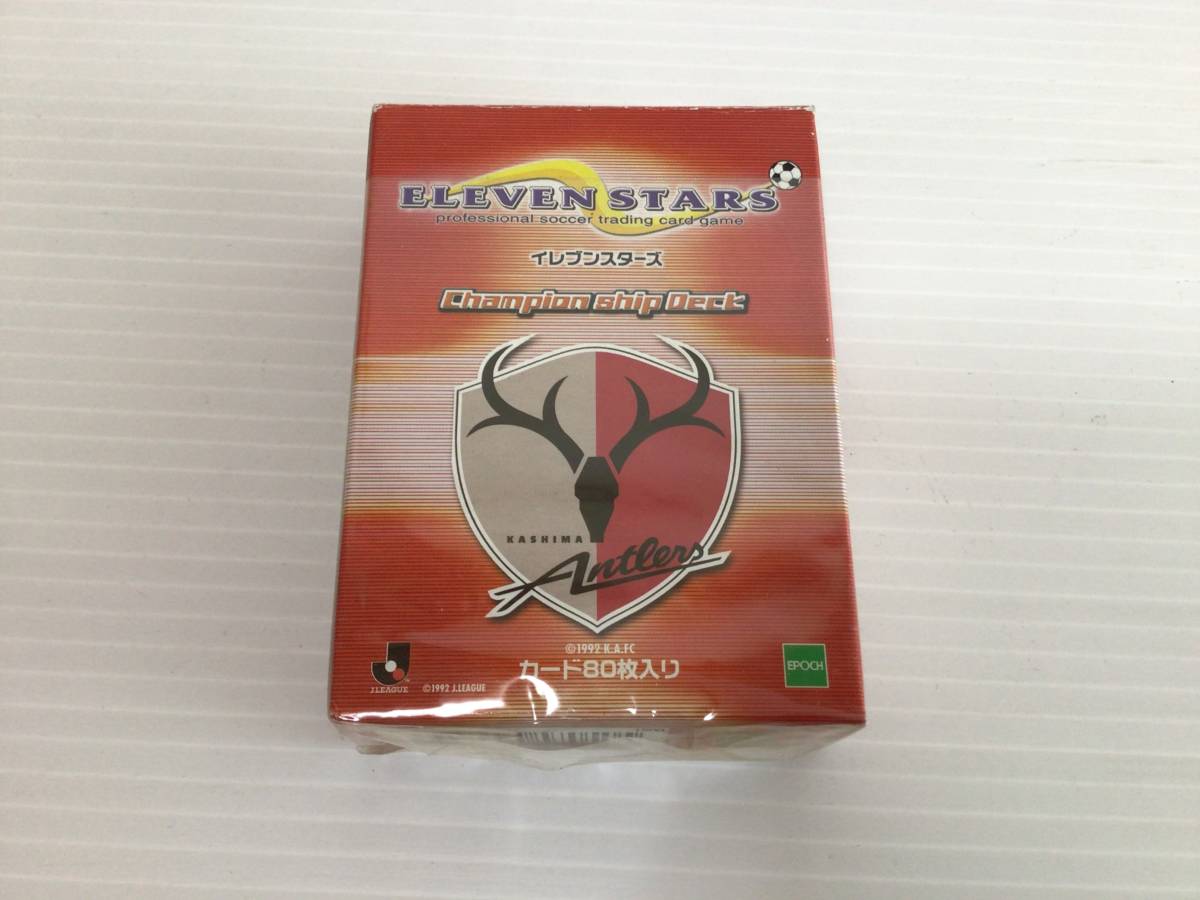 ELEVEN STARS
professional soccer trading card game
イレブンスターズ
Champion ship Deck
KASHIMA
Antlers
©1992 K.A.FC
カード80枚入り
J.LEAGUE™
©1992 J.LEAGUE
EPOCH